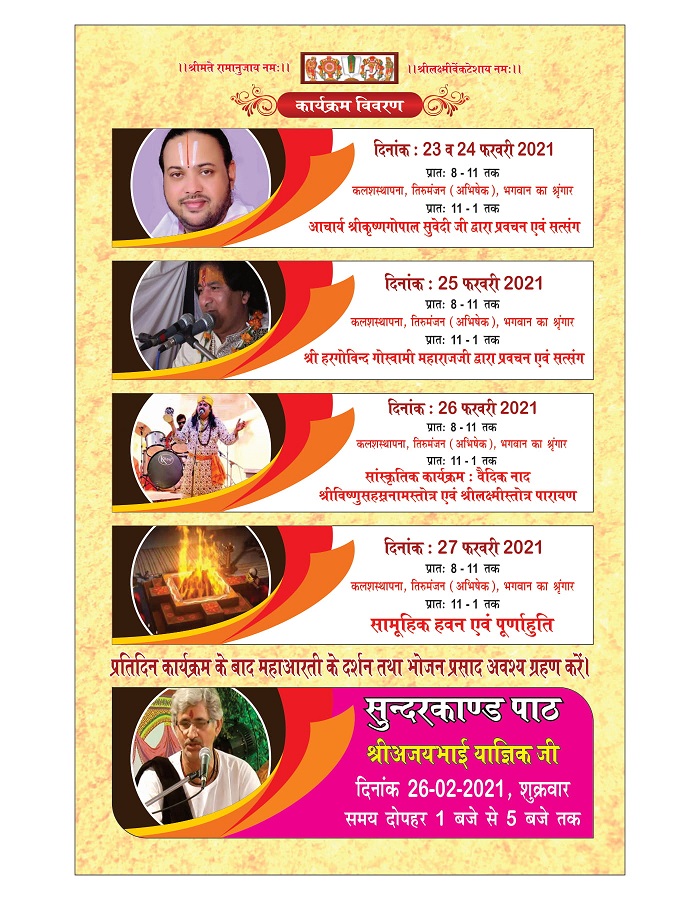 ।।श्रीमते रामानुजाय नमः।।
।।श्रीलक्ष्मीवेंकटेशाय नमः।।
कार्यक्रम विवरण
दिनांक : 23 व 24 फरवरी 2021
प्रातः 8 - 11 तक
कलशस्थापना, तिरुमंजन ( अभिषेक ), भगवान का श्रृंगार
प्रातः 11 - 1 तक
आचार्य श्रीकृष्णगोपाल सुवेदी जी द्वारा प्रवचन एवं सत्संग
दिनांक : 25 फरवरी 2021
प्रातः 8 - 11 तक
कलशस्थापना, तिरुमंजन ( अभिषेक ), भगवान का श्रृंगार
प्रातः 11 - 1 तक
श्री हरगोविन्द गोस्वामी महाराजजी द्वारा प्रवचन एवं सत्संग
दिनांक : 26 फरवरी 2021
प्रातः 8 - 11 तक
कलशस्थापना, तिरुमंजन ( अभिषेक ), भगवान का श्रृंगार
प्रातः 11 - 1 तक
सांस्कृतिक कार्यक्रम : वैदिक नाद
श्रीविष्णुसहस्रनामस्तोत्र एवं श्रीलक्ष्मीस्तोत्र पारायण
दिनांक : 27 फरवरी 2021
प्रातः 8 - 11 तक
कलशस्थापना, तिरुमंजन ( अभिषेक ), भगवान का श्रृंगार
प्रातः 11 - 1 तक
सामूहिक हवन एवं पूर्णाहुति
प्रतिदिन कार्यक्रम के बाद महाआरती के दर्शन तथा भोजन प्रसाद अवश्य ग्रहण करें।
सुन्दरकाण्ड पाठ
श्रीअजयभाई याज्ञिक जी
दिनांक 26-02-2021, शुक्रवार
समय दोपहर 1 बजे से 5 बजे तक